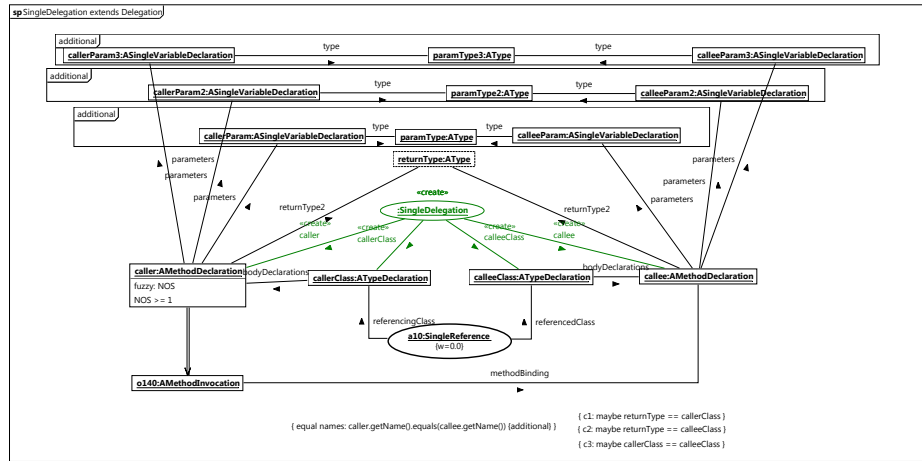 sp SingleDelegation extends Delegation
additional
callerParam3:ASingleVariableDeclaration
type
paramType3:AType
type
calleeParam3:ASingleVariableDeclaration
additional
callerParam2:ASingleVariableDeclaration
type
paramType2:AType
type
calleeParam2:ASingleVariableDeclaration
additional
callerParam:ASingleVariableDeclaration
type
paramType:AType
type
calleeParam:ASingleVariableDeclaration
returnType:AType
parameters
parameters
parameters
parameters
parameters
parameters
«create»
:SingleDelegation
returnType2
returnType2
«create»
caller
«create»
callerClass
«create»
calleeClass
«create»
callee
caller:AMethodDeclaration
fuzzy: NOS
NOS >= 1
bodyDeclarations
callerClass:ATypeDeclaration
calleeClass:ATypeDeclaration
bodyDeclarations
callee:AMethodDeclaration
referencingClass
referencedClass
a10:SingleReference
{w=0.0}
o140:AMethodInvocation
methodBinding
{ equal names: caller.getName().equals(callee.getName()) {additional} }
{ c1: maybe returnType == callerClass }
{ c2: maybe returnType == calleeClass }
{ c3: maybe callerClass == calleeClass }